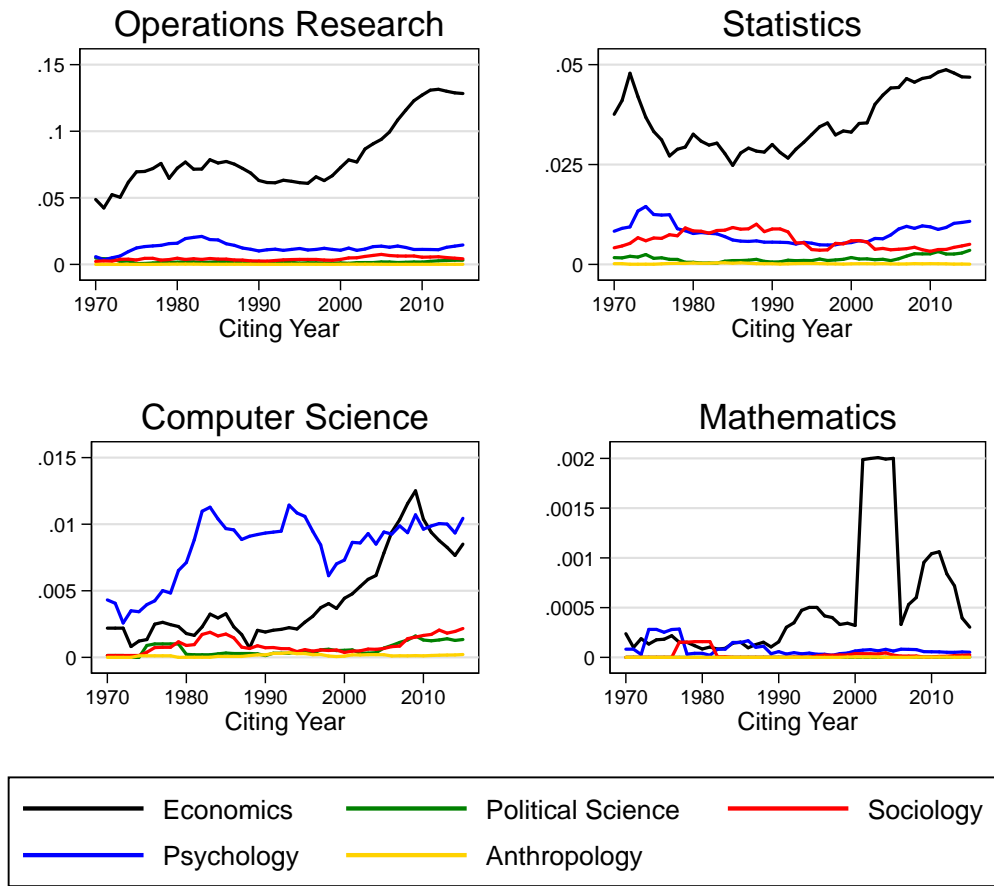 Operations Research
.15
.1
.05
0
1970 1980 1990 2000 2010
Citing Year
Statistics
.05
.025
0
1970 1980 1990 2000 2010
Citing Year
Computer Science
.015
.01
.005
0
1970 1980 1990 2000 2010
Citing Year
Mathematics
.002
.0015
.001
.0005
0
1970 1980 1990 2000 2010
Citing Year
Economics Political Science Sociology
Psychology Anthropology